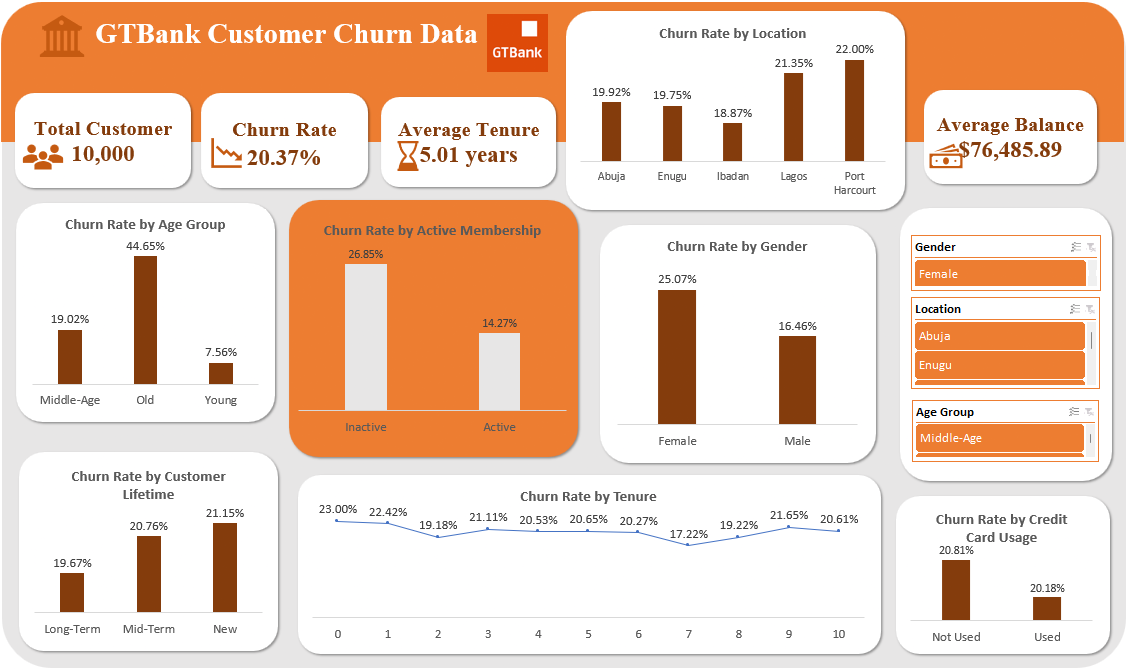 GTBank Customer Churn Data
GTBank
Total Customer
10,000
Churn Rate
20.37%
Average Tenure
5.01 years
Churn Rate by Location
19.92%
19.75%
18.87%
21.35%
22.00%
Abuja
Enugu
Ibadan
Lagos
Port
Harcourt
Average Balance
$76,485.89
Churn Rate by Age Group
19.02%
44.65%
7.56%
Middle-Age
Old
Young
Churn Rate by Active Membership
26.85%
14.27%
Inactive
Active
Churn Rate by Gender
25.07%
16.46%
Female
Male
Gender
Female
Location
Abuja
Enugu
Age Group
Middle-Age
Churn Rate by Customer
Lifetime
19.67%
20.76%
21.15%
Long-Term
Mid-Term
New
Churn Rate by Tenure
23.00%
22.42%
19.18%
21.11%
20.53%
20.65%
20.27%
17.22%
19.22%
21.65%
20.61%
0
1
2
3
4
5
6
7
8
9
10
Churn Rate by Credit
Card Usage
20.81%
20.18%
Not Used
Used